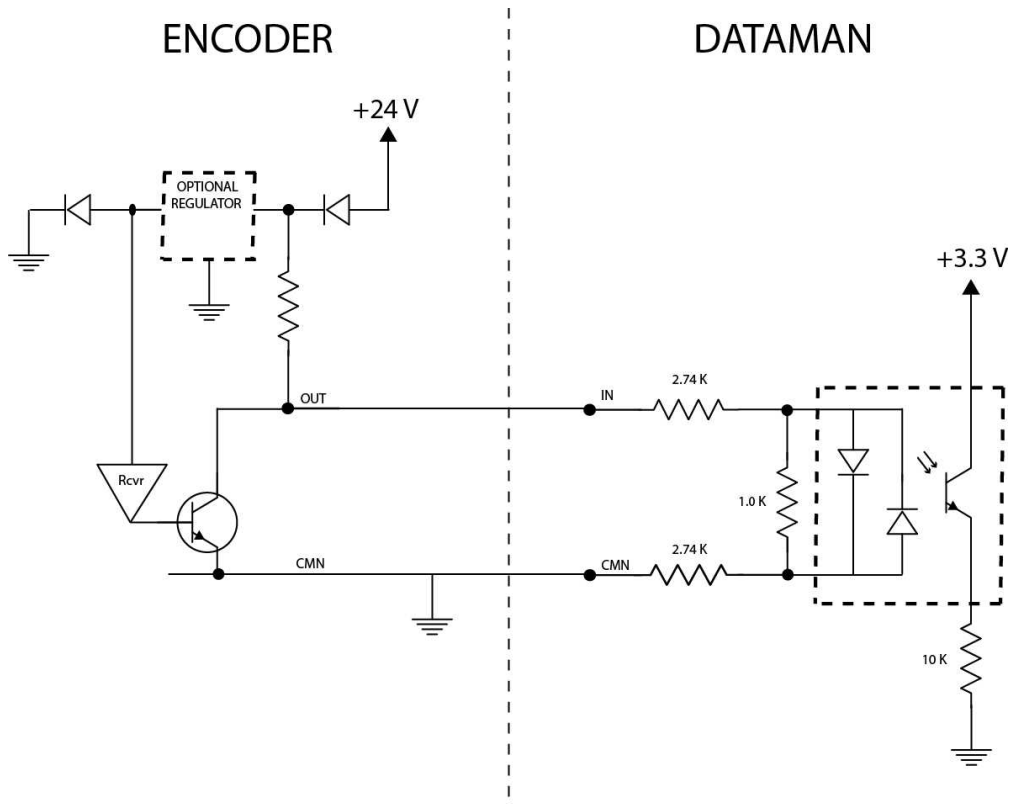 ENCODER
DATAMAN
+24 V
OPTIONAL
REGULATOR
+3.3 V
2.74 K
OUT
IN
Rcvr
1.0 K
2.74 K
CMN
CMN
10 K